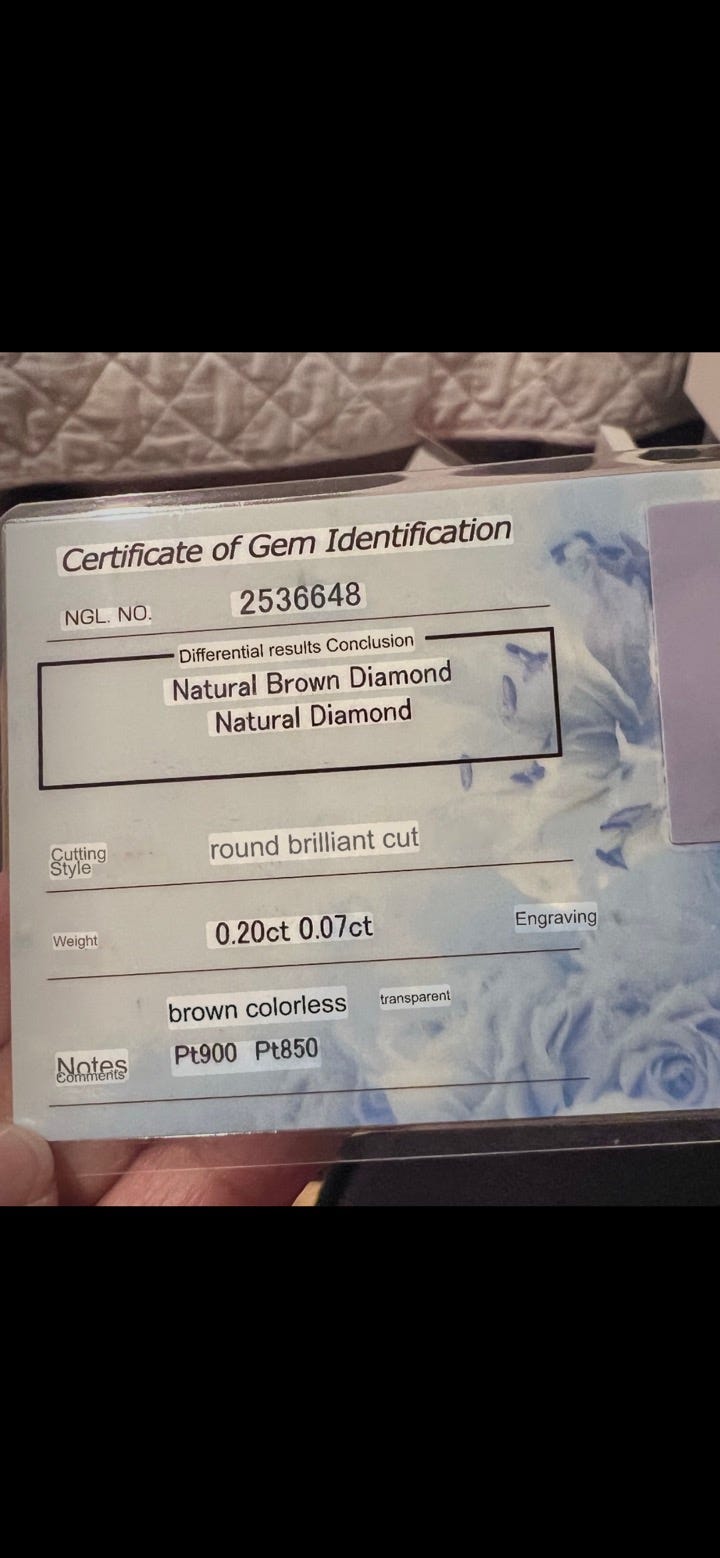 Certificate of Gem Identification
NGL. NO. 2536648
Differential results Conclusion
Natural Brown Diamond
Natural Diamond
Cutting
Style
round brilliant cut
Weight 0.20ct 0.07ct Engraving
brown colorless transparent
Notes
Comments
Pt900 Pt850